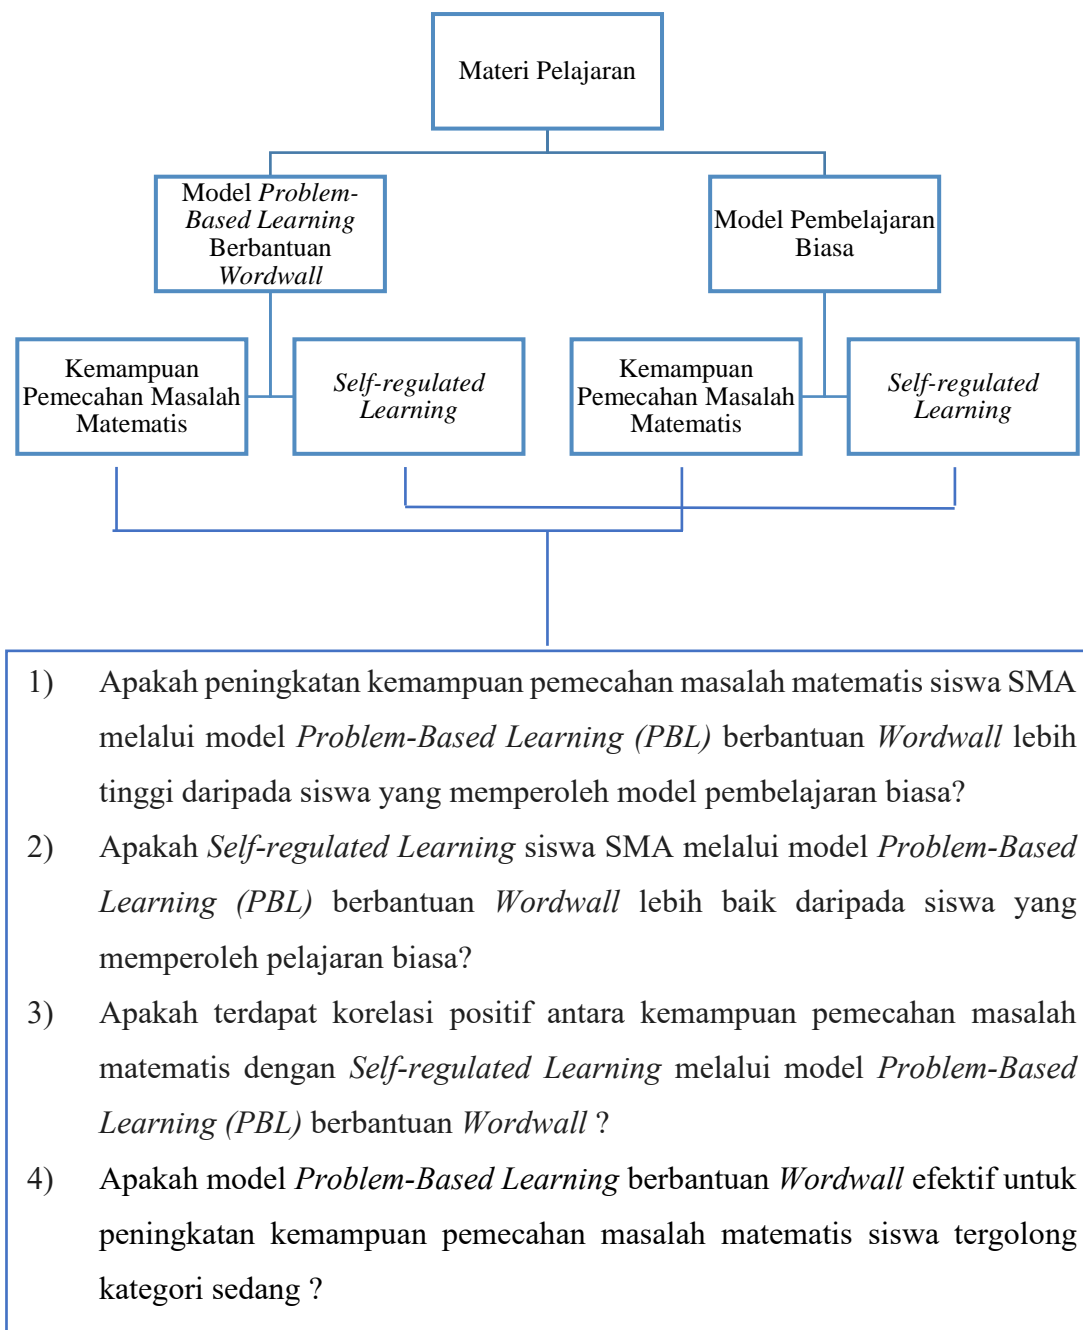 Materi Pelajaran
Model Problem-
Based Learning
Berbantuan
Wordwall
Model Pembelajaran
Biasa
Kemampuan
Pemecahan Masalah
Matematis
Self-regulated
Learning
Kemampuan
Pemecahan Masalah
Matematis
Self-regulated
Learning
1) Apakah peningkatan kemampuan pemecahan masalah matematis siswa SMA
melalui model Problem-Based Learning (PBL) berbantuan Wordwall lebih
tinggi daripada siswa yang memperoleh model pembelajaran biasa?
2) Apakah Self-regulated Learning siswa SMA melalui model Problem-Based
Learning (PBL) berbantuan Wordwall lebih baik daripada siswa yang
memperoleh pelajaran biasa?
3) Apakah terdapat korelasi positif antara kemampuan pemecahan masalah
matematis dengan Self-regulated Learning melalui model Problem-Based
Learning (PBL) berbantuan Wordwall ?
4) Apakah model Problem-Based Learning berbantuan Wordwall efektif untuk
peningkatan kemampuan pemecahan masalah matematis siswa tergolong
kategori sedang ?